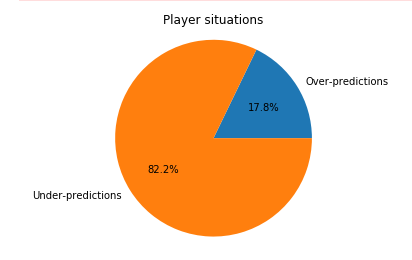 Player situations
Over-predictions
17.8%
82.2%
Under-predictions